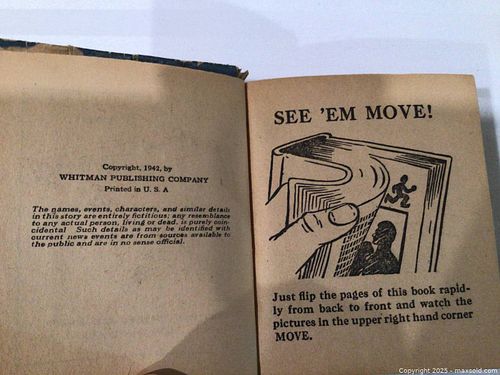 Copyright, 1942, by
WHITMAN PUBLISHING COMPANY
Printed in U. S. A
The names, events, characters, and similar details
in this story are entirely fictitious; any resemblance
to any actual person, living or dead, is purely coin-
cidental Such details as may be identified with
current news events are from sources available to
the public and are in no sense official.
SEE 'EM MOVE!
Just flip the pages of this book rapid-
ly from back to front and watch the
pictures in the upper right hand corner
MOVE.
Copyright 2025 - maxsold.com